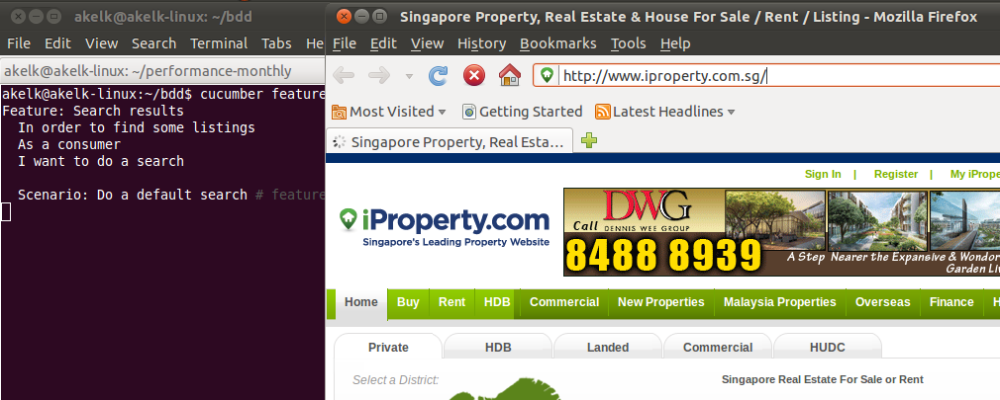 akelk@akelk-linux: ~/bdd
File Edit View Search Terminal Tabs He
akelk@akelk-linux: ~/performance-monthly
akelk@akelk-linux:~/bdd$ cucumber feature
Feature: Search results
In order to find some listings
As a consumer
I want to do a search
Scenario: Do a default search # feature
Singapore Property, Real Estate & House For Sale / Rent / Listing - Mozilla Firefox
File Edit View History Bookmarks Tools Help
http://www.iproperty.com.sg/
Most Visited Getting Started Latest Headlines
Singapore Property, Real Esta...
Sign In | Register | My iPrope
iProperty.com
Singapore's Leading Property Website
DWG
Call DENNIS WEE GROUP
8488 8939
A Step Nearer the Expansive & Wondor
Garden Liv
Home Buy Rent HDB Commercial New Properties Malaysia Properties Overseas Finance H
Private HDB Landed Commercial HUDC
Select a District:
Singapore Real Estate For Sale or Rent